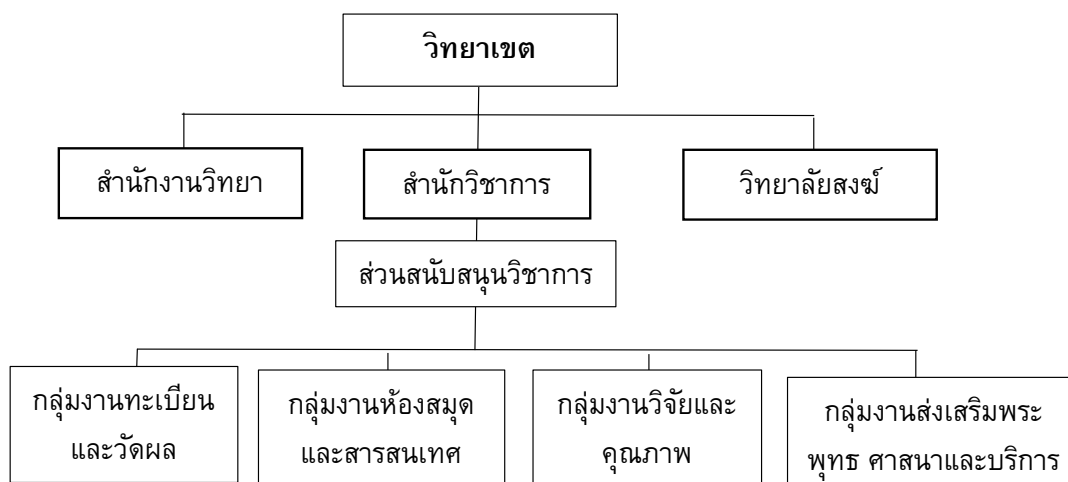 วิทยาเขต
สำนักงานวิทยา
สำนักวิชาการ
วิทยาลัยสงฆ์
ส่วนสนับสนุนวิชาการ
กลุ่มงานทะเบียน
และวัดผล
กลุ่มงานห้องสมุด
และสารสนเทศ
กลุ่มงานวิจัยและ
คุณภาพ
กลุ่มงานส่งเสริมพระ
พุทธ ศาสนาและบริการ